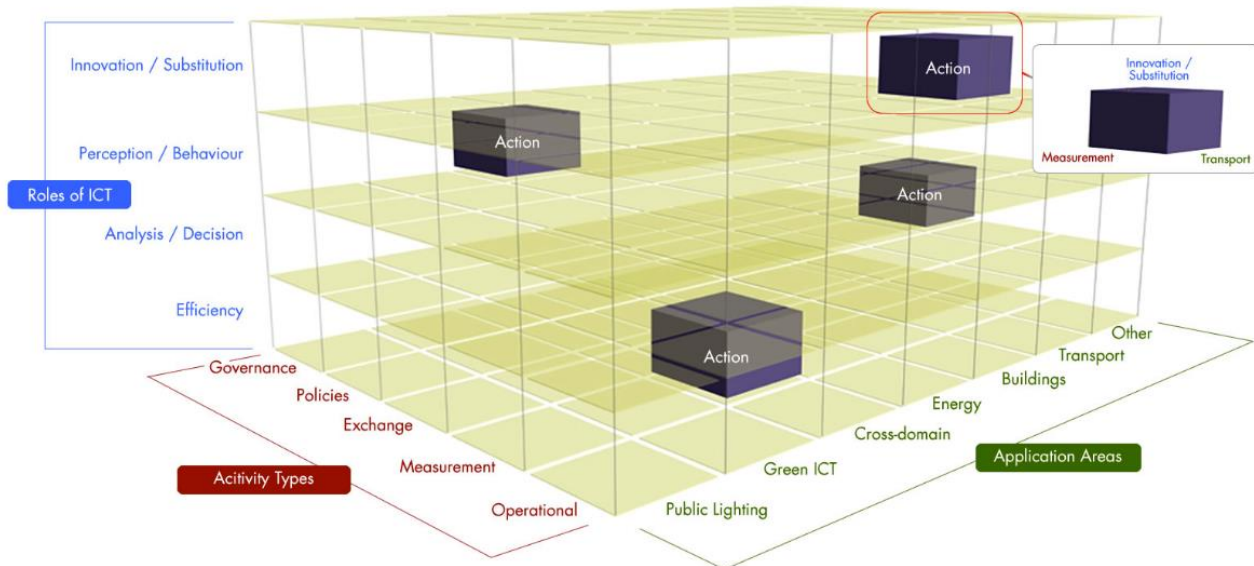 Innovation / Substitution
Perception / Behaviour
Roles of ICT
Analysis / Decision
Efficiency
Action
Action
Action
Action
Innovation /
Substitution
Measurement
Transport
Governance
Policies
Exchange
Measurement
Operational
Acitivity Types
Other
Transport
Buildings
Energy
Cross-domain
Green ICT
Public Lighting
Application Areas